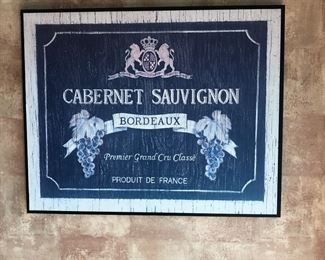 CABERNET SAUVIGNON
BORDEAUX
Premier Grand Cru Classé
PRODUIT DE FRANCE